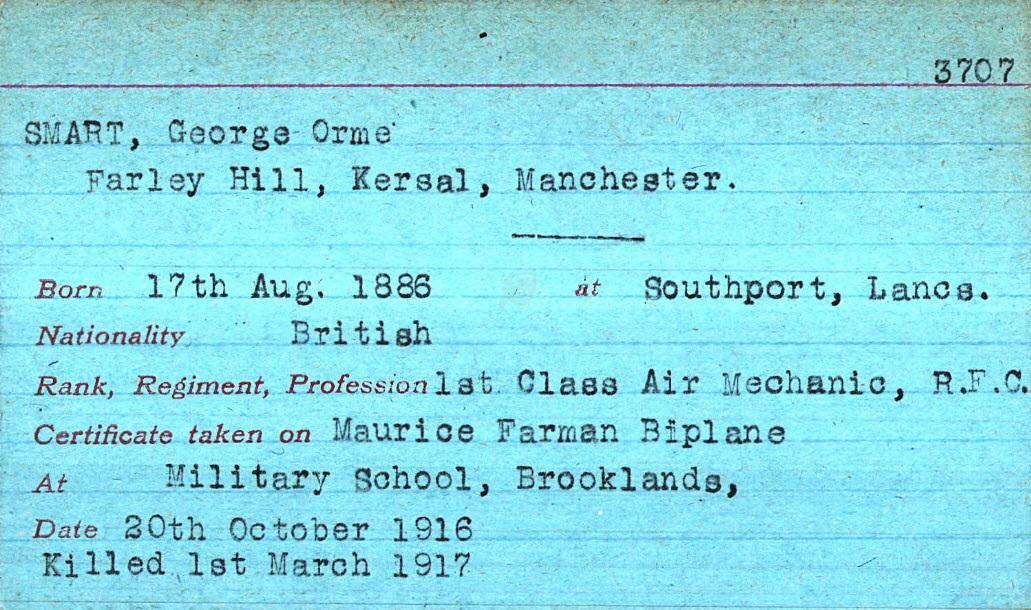 3707
SMART, George Orme
Farley Hill, Kersal, Manchester.
Born 17th Aug. 1886 at Southport, Lancs.
Nationality British
Rank, Regiment, Profession 1st Class Air Mechanic, R.F.C.
Certificate taken on Maurice Farman Biplane
At Military School, Brooklands,
Date 20th October 1916
Killed 1st March 1917